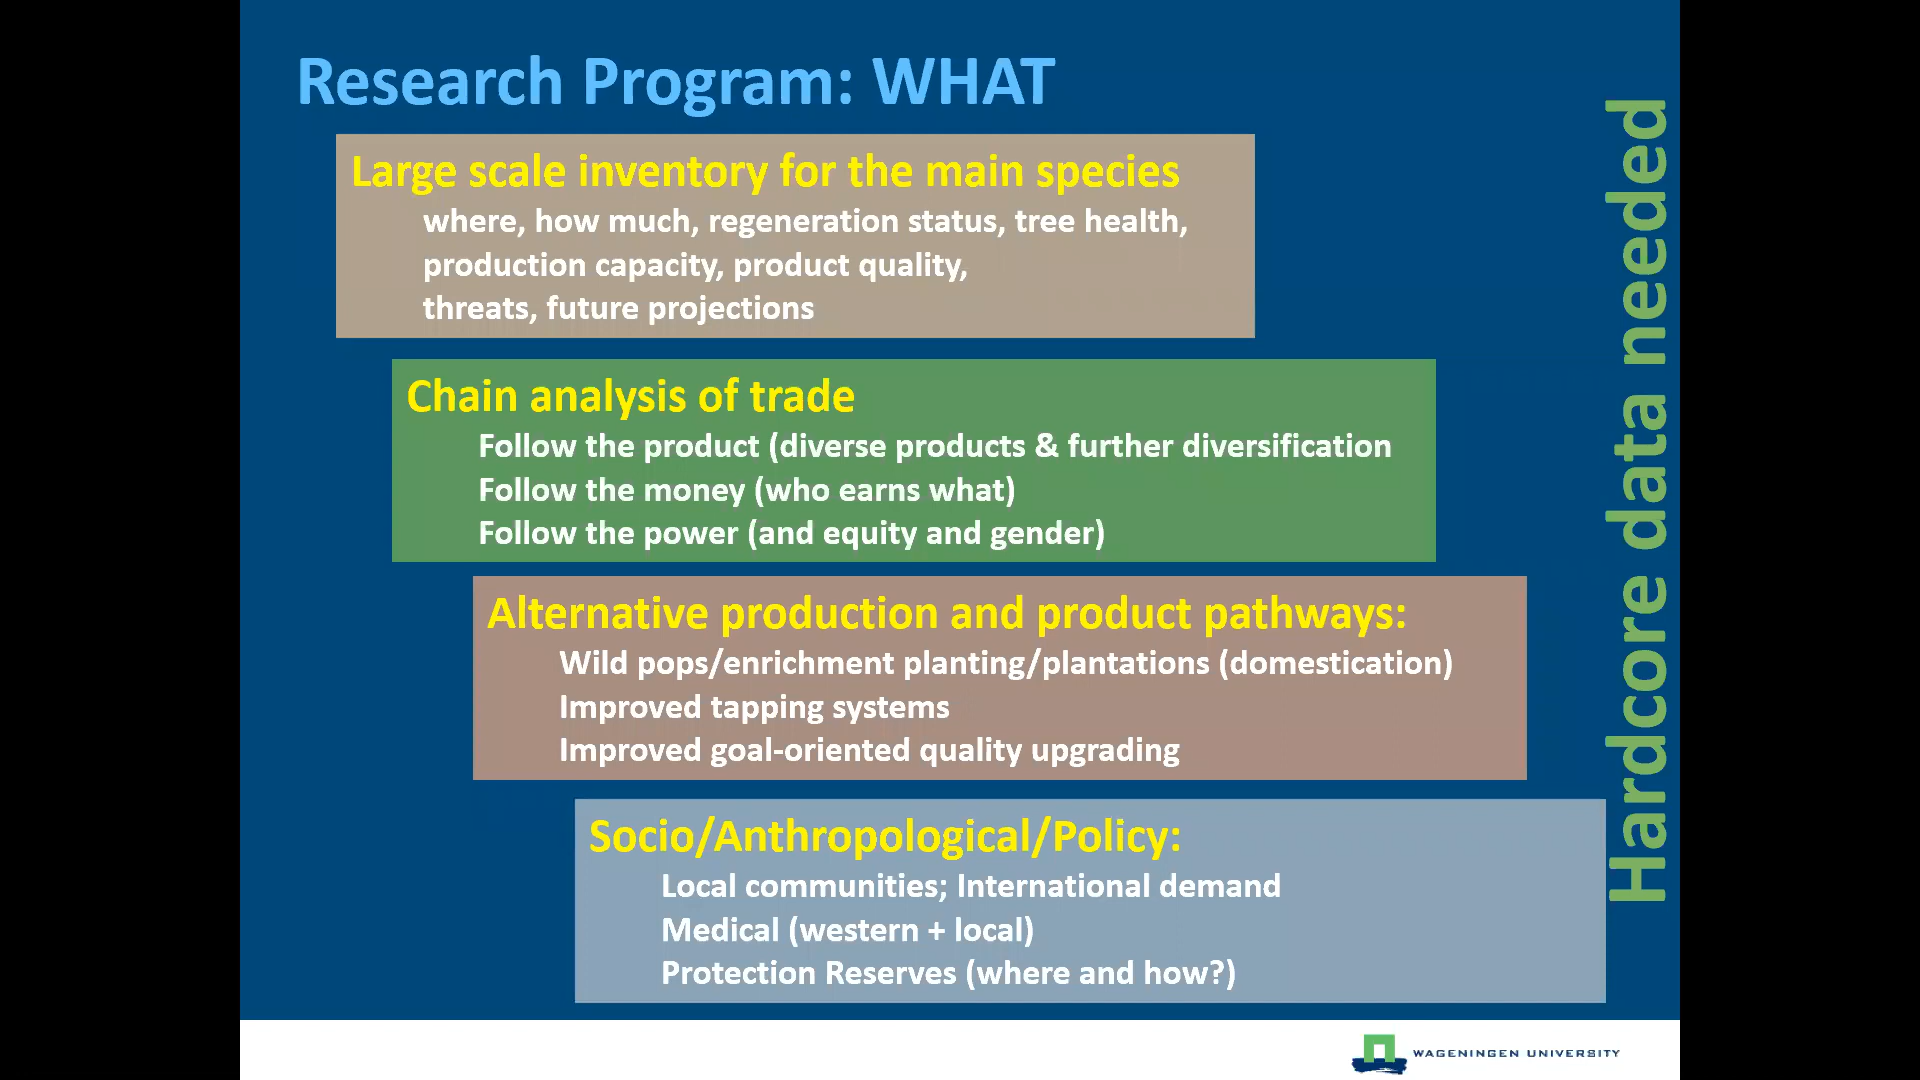 Research Program: WHAT
Large scale inventory for the main species
where, how much, regeneration status, tree health,
production capacity, product quality,
threats, future projections
Chain analysis of trade
Follow the product (diverse products & further diversification
Follow the money (who earns what)
Follow the power (and equity and gender)
Alternative production and product pathways:
Wild pops/enrichment planting/plantations (domestication)
Improved tapping systems
Improved goal-oriented quality upgrading
Socio/Anthropological/Policy:
Local communities; International demand
Medical (western + local)
Protection Reserves (where and how?)
Hardcore data needed
WAGENINGEN UNIVERSITY